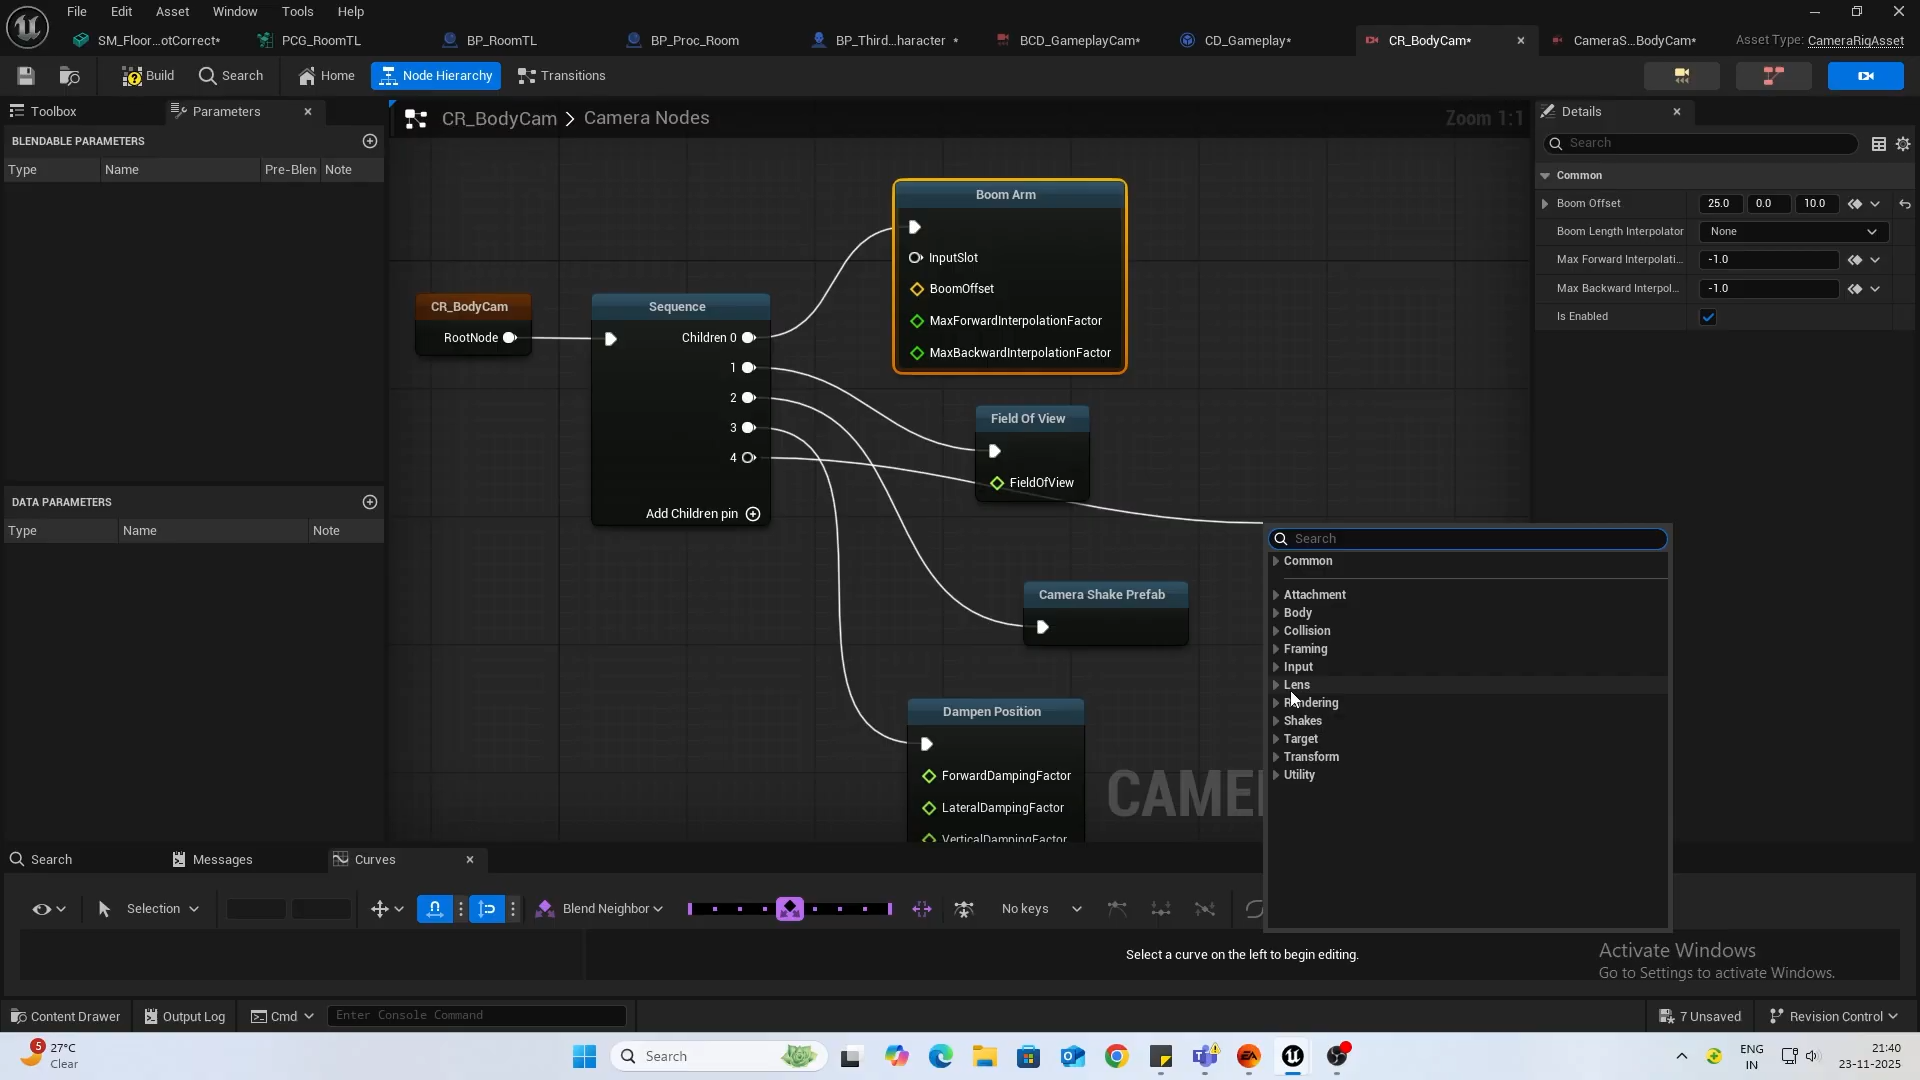 File Edit Asset Window Tools Help
SM_Floor...otCorrect* PCG_RoomTL BP_RoomTL BP_Proc_Room BP_Third...haracter * BCD_GameplayCam* CD_Gameplay* CR_BodyCam* CameraS...BodyCam* Asset Type: CameraRigAsset
Build Search Home Node Hierarchy Transitions
Toolbox Parameters
BLENDABLE PARAMETERS
Type Name Pre-Blen Note
DATA PARAMETERS
Type Name Note
CR_BodyCam > Camera Nodes Zoom 1:1
Boom Arm
InputSlot
BoomOffset
MaxForwardInterpolationFactor
MaxBackwardInterpolationFactor
CR_BodyCam
RootNode
Sequence
Children 0
1
2
3
4
Add Children pin
Field Of View
FieldOfView
Camera Shake Prefab
Dampen Position
ForwardDampingFactor
LateralDampingFactor
VerticalDampingFactor
CAME
Search
Common
Attachment
Body
Collision
Framing
Input
Lens
Rendering
Shakes
Target
Transform
Utility
Details
Search
Common
Boom Offset 25.0 0.0 10.0
Boom Length Interpolator None
Max Forward Interpolati... -1.0
Max Backward Interpol... -1.0
Is Enabled
Search Messages Curves
Selection Blend Neighbor No keys
Select a curve on the left to begin editing.
Activate Windows
Go to Settings to activate Windows.
Content Drawer Output Log Cmd Enter Console Command 7 Unsaved Revision Control
5 27°C
Clear
Search
ENG
IN
21:40
23-11-2025